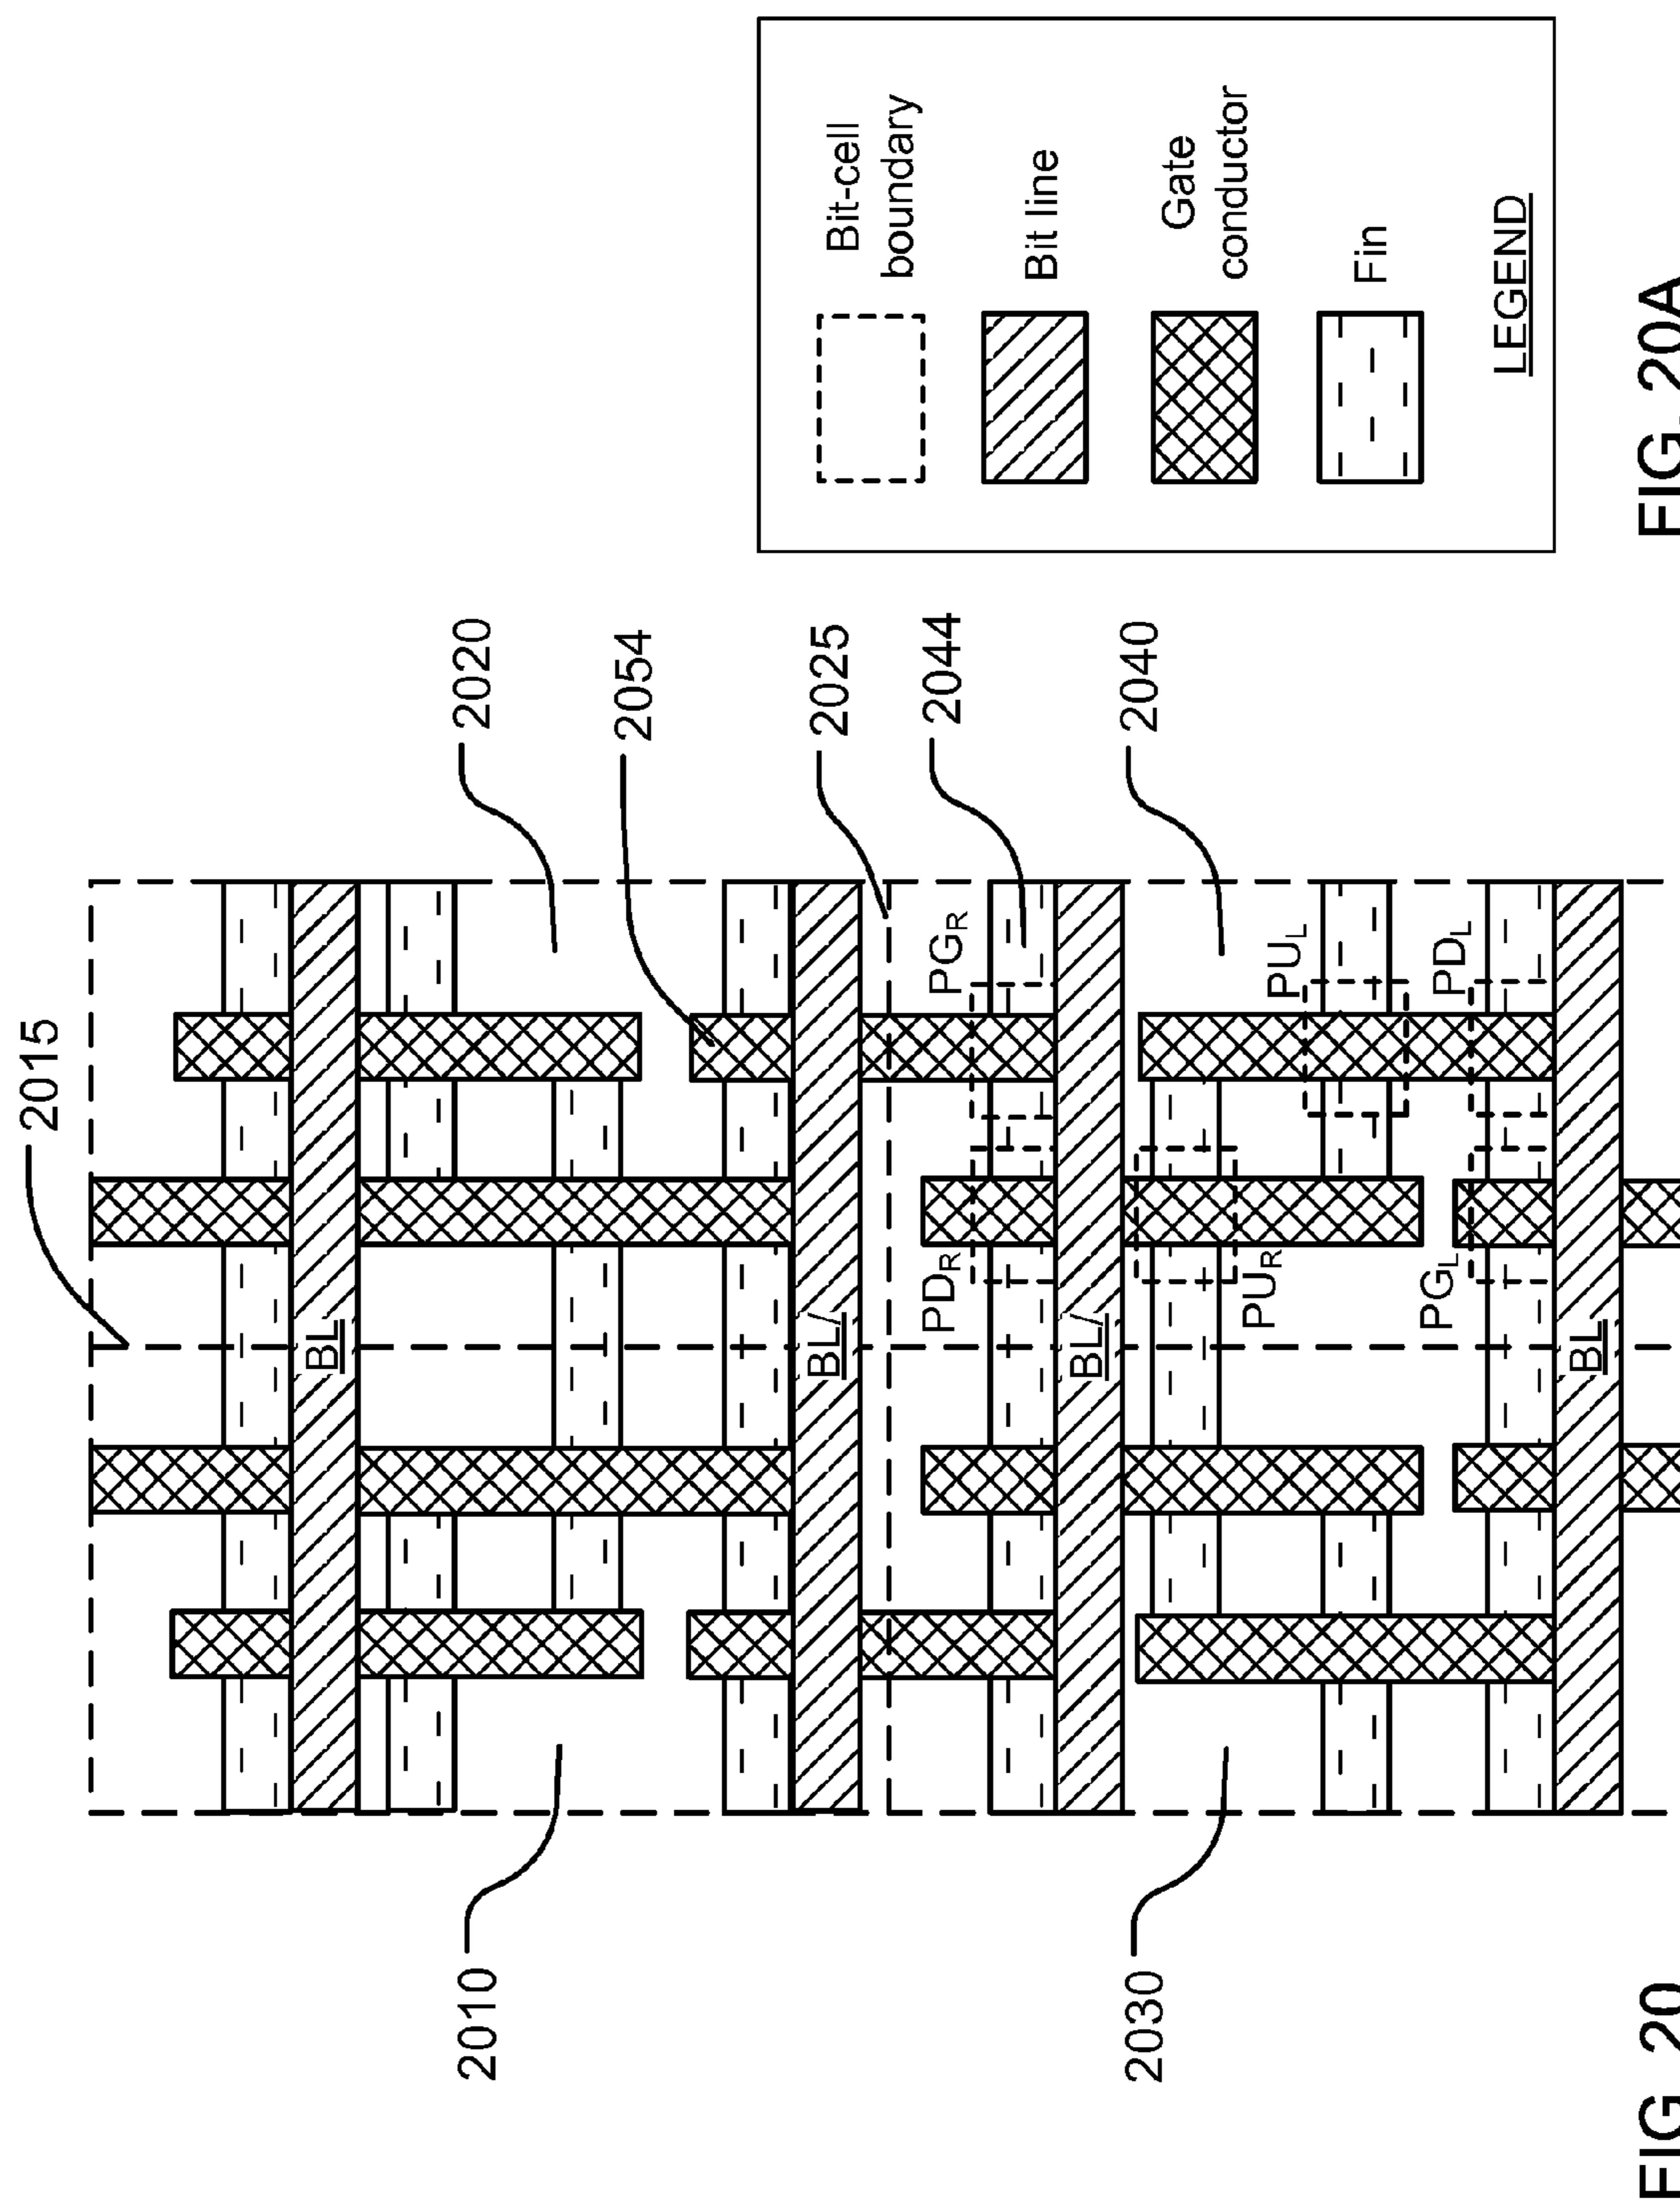 2015
2020
2054
2025
2044
2040
2010
2030
BL
BL/
BL/
BL
PGR
PDR
PUL
PUR
PDL
PGL
FIG. 20
Bit-cell
boundary
Bit line
Gate
conductor
Fin
LEGEND
FIG. 20A